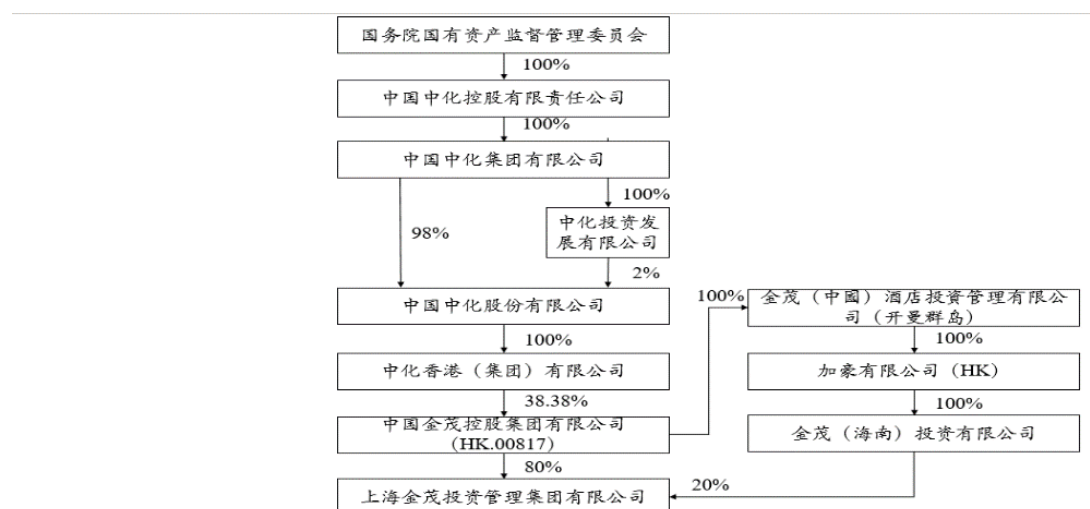 国务院国有资产监督管理委员会
100%
中国中化控股有限责任公司
100%
中国中化集团有限公司
100%
中化投资发
展有限公司
98%
2%
中国中化股份有限公司
100%
中化香港（集团）有限公司
38.38%
中国金茂控股集团有限公司
(HK.00817)
80%
上海金茂投资管理集团有限公司
100%
金茂（中國）酒店投资管理有限公
司（开曼群岛）
100%
加豪有限公司（HK）
100%
金茂（海南）投资有限公司
20%